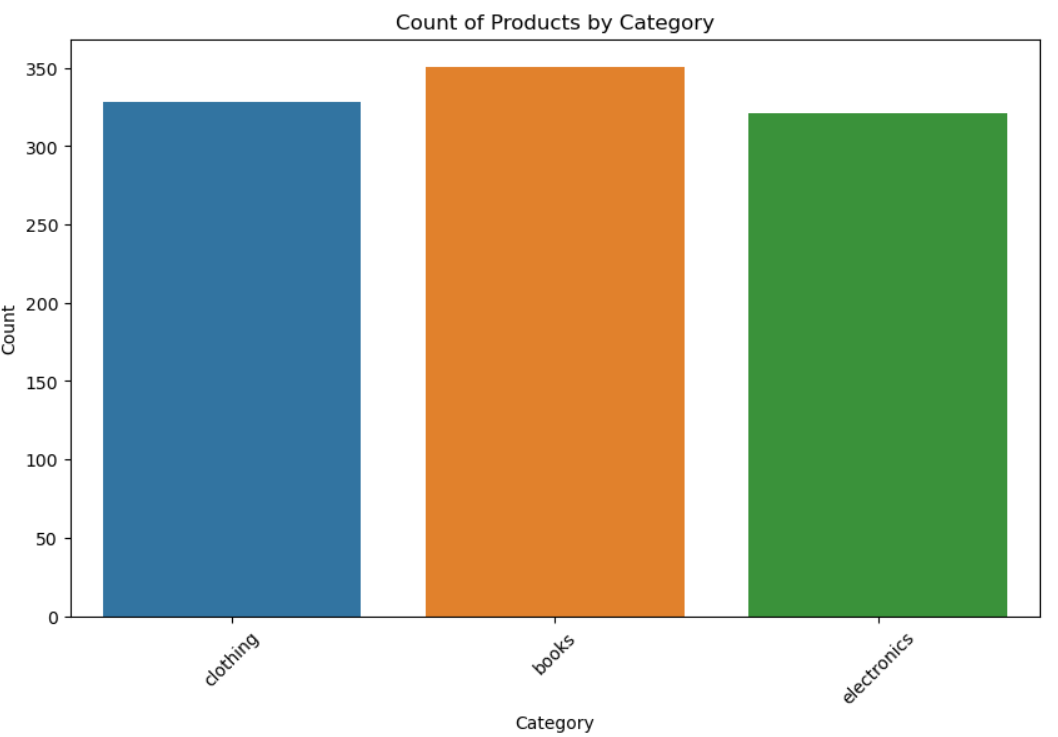 Count of Products by Category
Count
350
300
250
200
150
100
50
0
clothing
books
electronics
Category